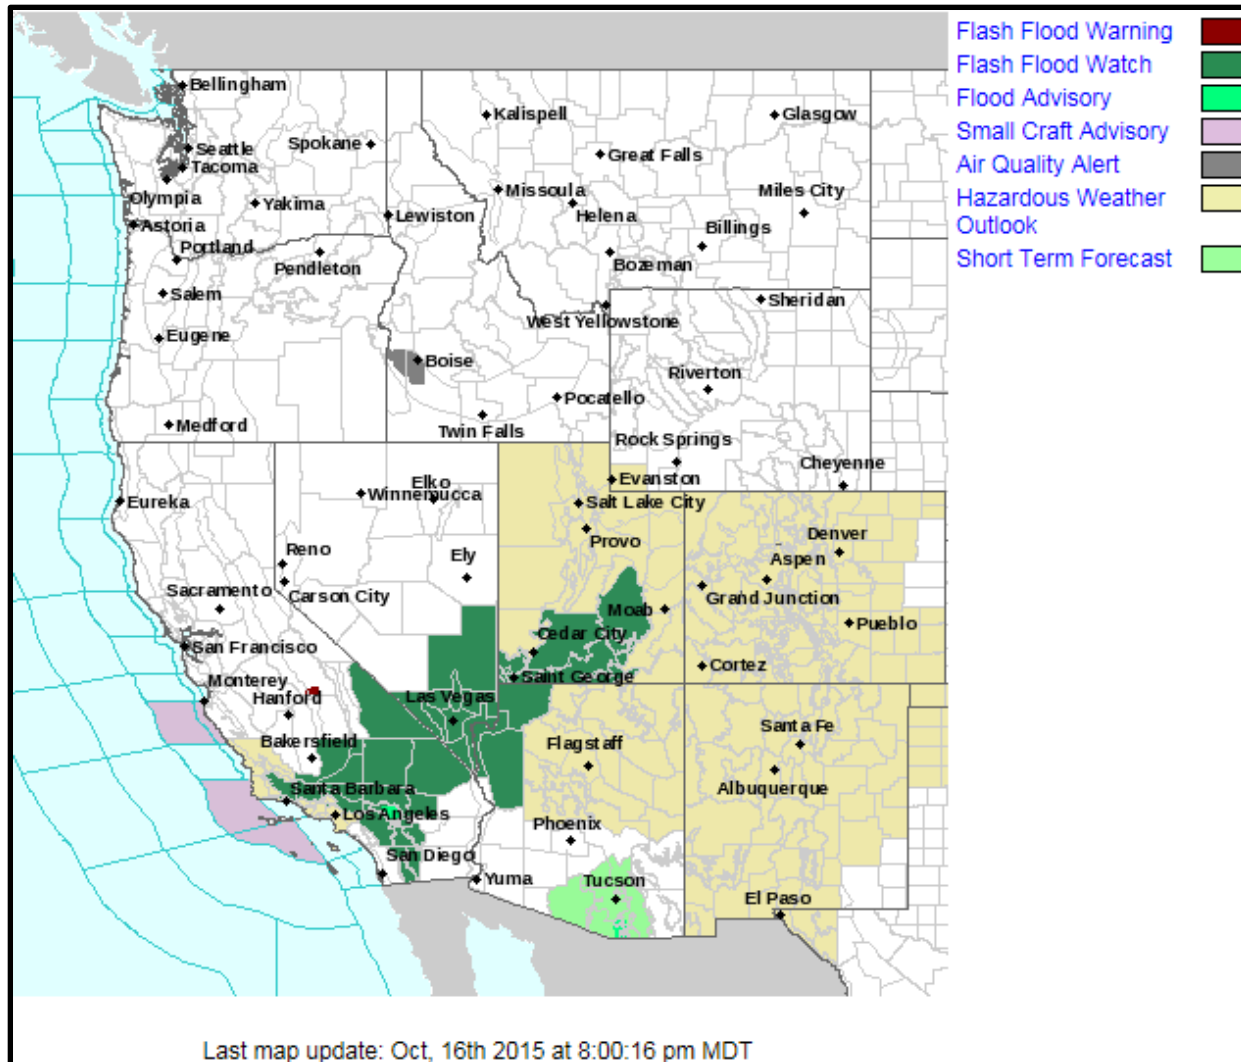 Flash Flood Warning
Flash Flood Watch
Flood Advisory
Small Craft Advisory
Air Quality Alert
Hazardous Weather
Outlook
Short Term Forecast
Bellingham
Kalispell
Glasgow
Seattle
Spokane
Great Falls
Tacoma
Olympia
Yakima
Lewiston
Missoula
Helena
Miles City
Astoria
Portland
Pendleton
Billings
Bozeman
Salem
Sheridan
West Yellowstone
Eugene
Boise
Riverton
Pocatello
Medford
Twin Falls
Rock Springs
Cheyenne
Evanston
Eureka
Winnemucca
Elko
Salt Lake City
Provo
Denver
Reno
Ely
Aspen
Sacramento
Carson City
Moab
Grand Junction
Pueblo
San Francisco
Cedar City
Cortez
Monterey
Saint George
Hanford
Las Vegas
Santa Fe
Bakersfield
Flagstaff
Albuquerque
Santa Barbara
Los Angeles
Phoenix
San Diego
Yuma
Tucson
El Paso
Last map update: Oct, 16th 2015 at 8:00:16 pm MDT